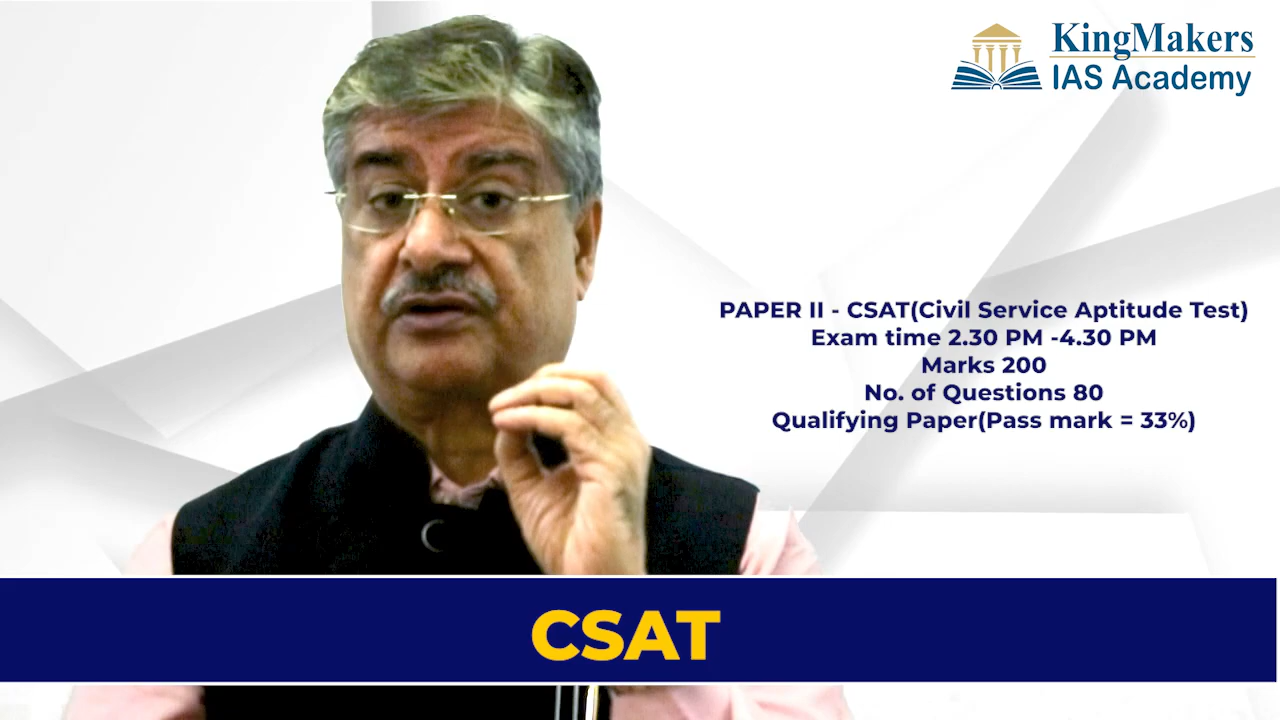 KingMakers
IAS Academy
PAPER II - CSAT(Civil Service Aptitude Test)
Exam time 2.30 PM -4.30 PM
Marks 200
No. of Questions 80
Qualifying Paper(Pass mark = 33%)
CSAT